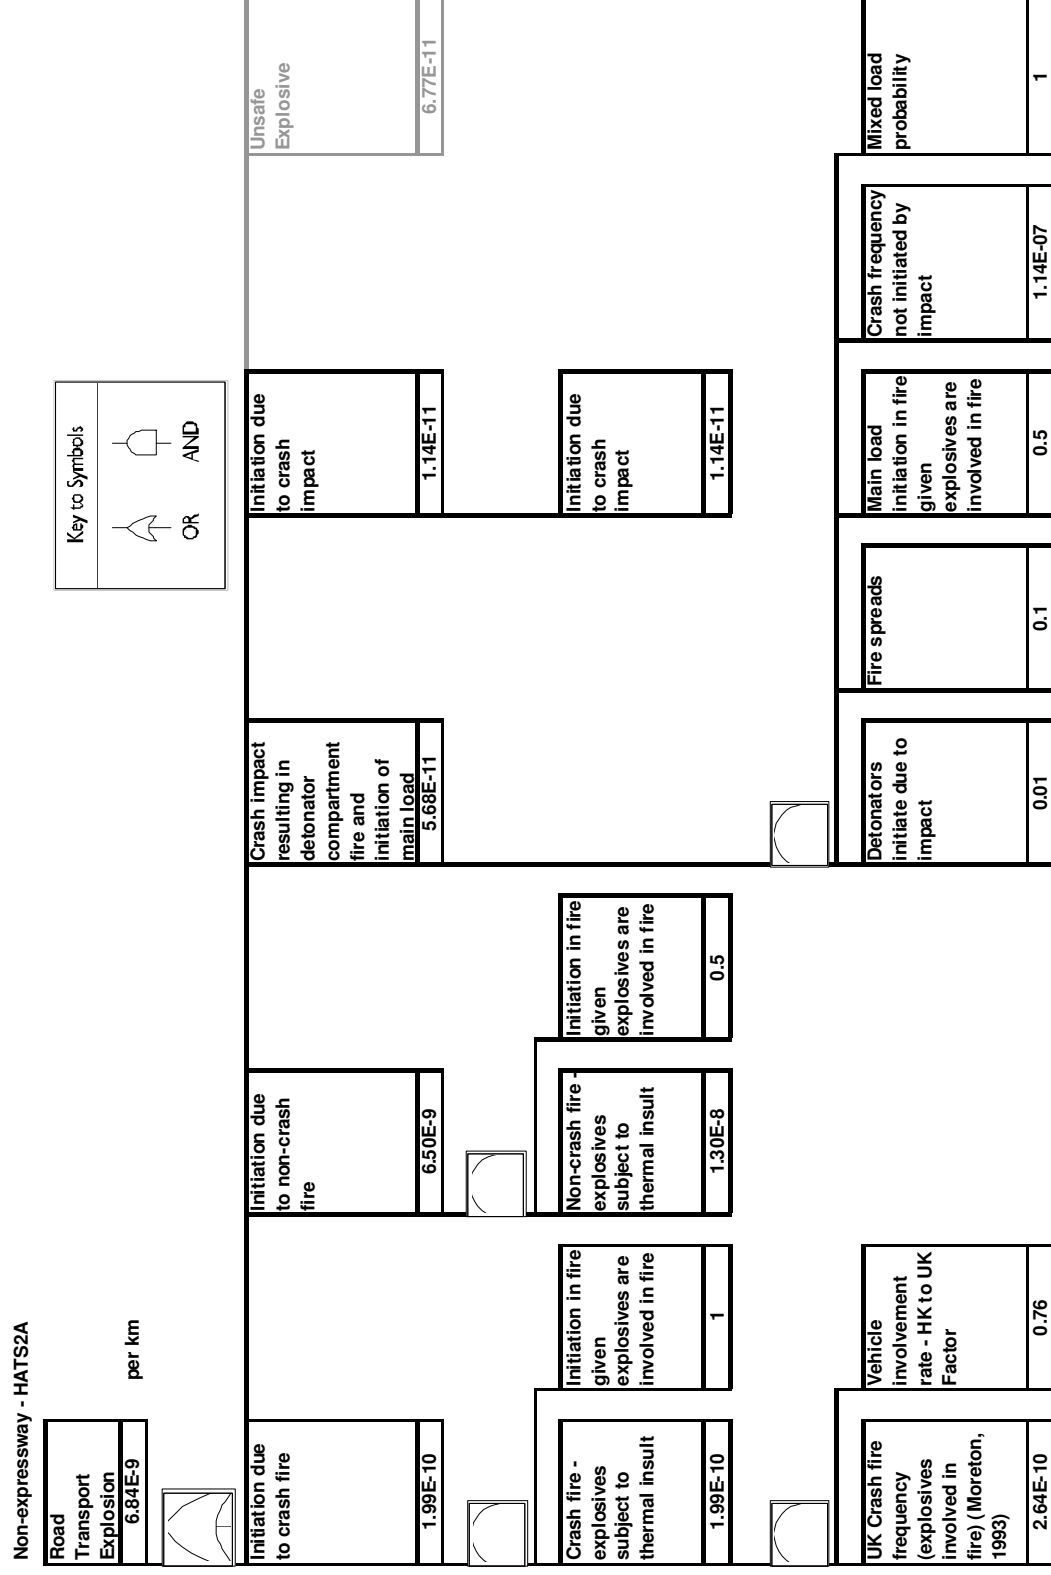 Non-expressway - HATS2A
Road
Transport
Explosion
6.84E-9
per km
Key to Symbols
OR
AND
Initiation due
to crash fire
1.99E-10
Initiation due
to non-crash
fire
6.50E-9
Crash impact
resulting in
detonator
compartment
fire and
initiation of
main load
5.68E-11
Initiation due
to crash
impact
1.14E-11
Unsafe
Explosive
6.77E-11
Crash fire -
explosives
subject to
thermal insult
1.99E-10
Initiation in fire
given
explosives are
involved in fire
1
Non-crash fire -
explosives
subject to
thermal insult
1.30E-8
Initiation in fire
given
explosives are
involved in fire
0.5
Initiation due
to crash
impact
1.14E-11
UK Crash fire
frequency
(explosives
involved in
fire) (Moreton,
1993)
2.64E-10
Vehicle
involvement
rate - HK to UK
Factor
0.76
Detonators
initiate due to
impact
0.01
Fire spreads
0.1
Main load
initiation in fire
given
explosives are
involved in fire
0.5
Crash frequency
not initiated by
impact
1.14E-07
Mixed load
probability
1